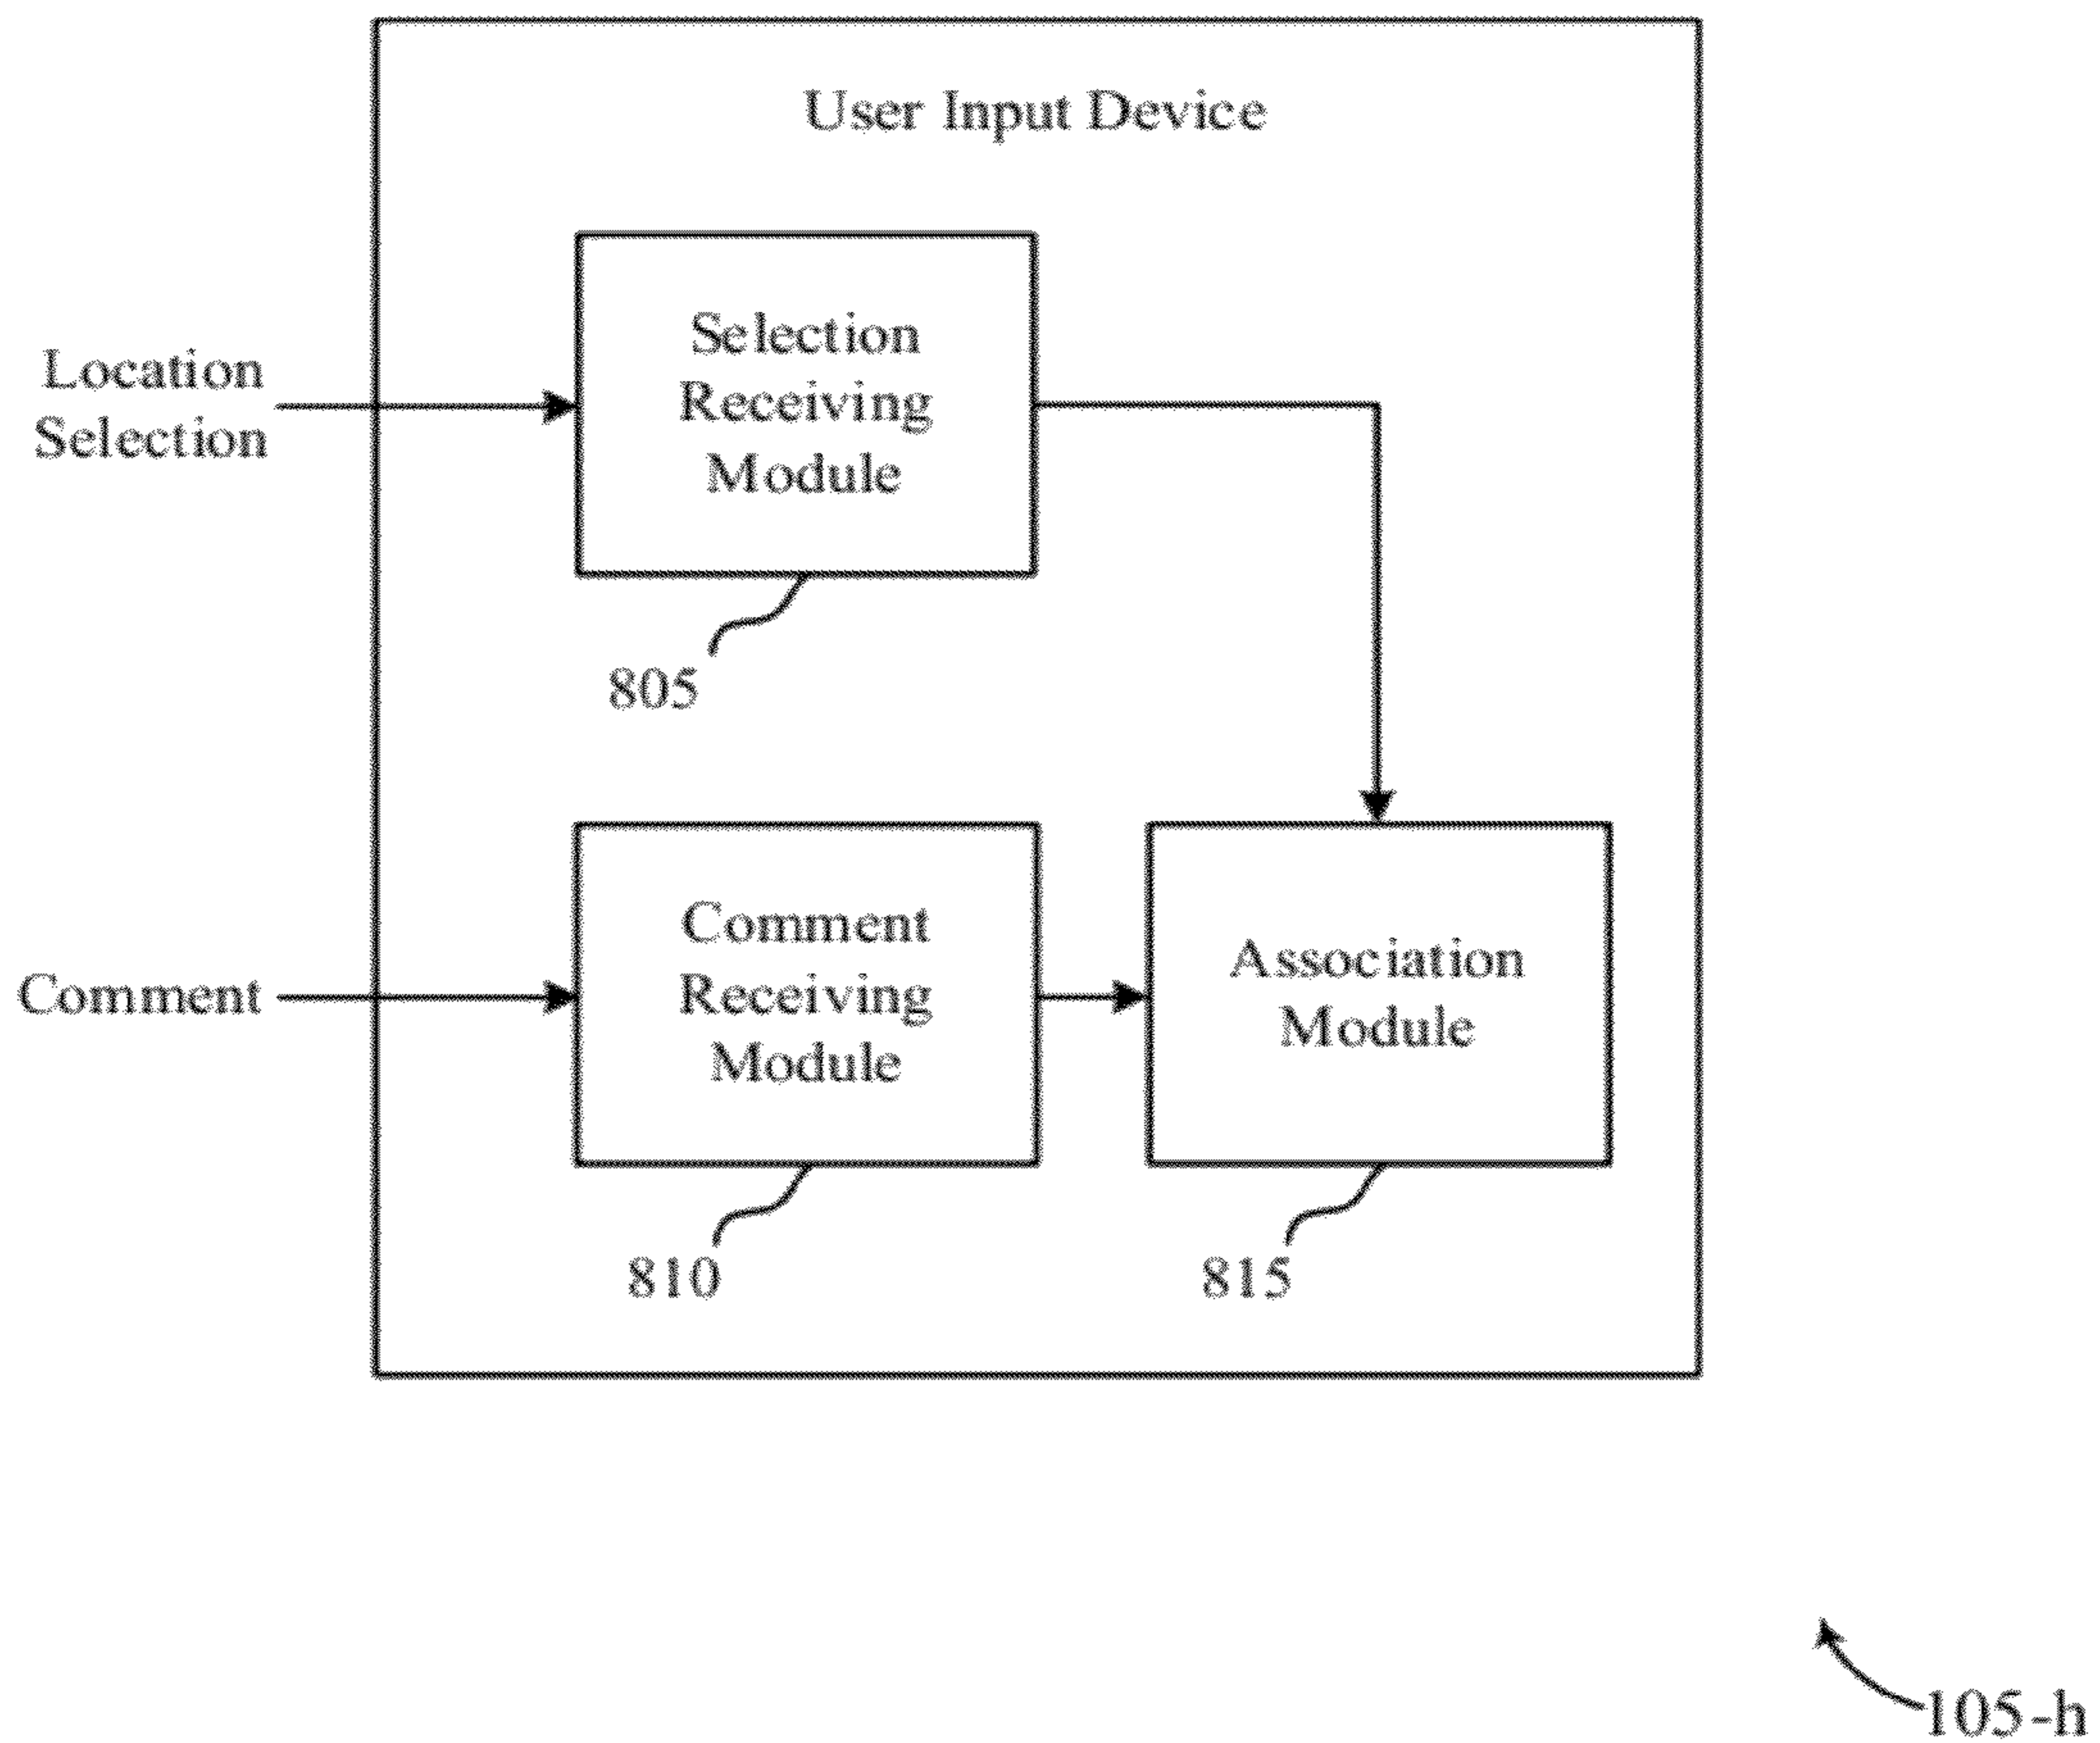 User Input Device
Location
Selection
Selection
Receiving
Module
805
Comment
Comment
Receiving
Module
810
Association
Module
815
105-h